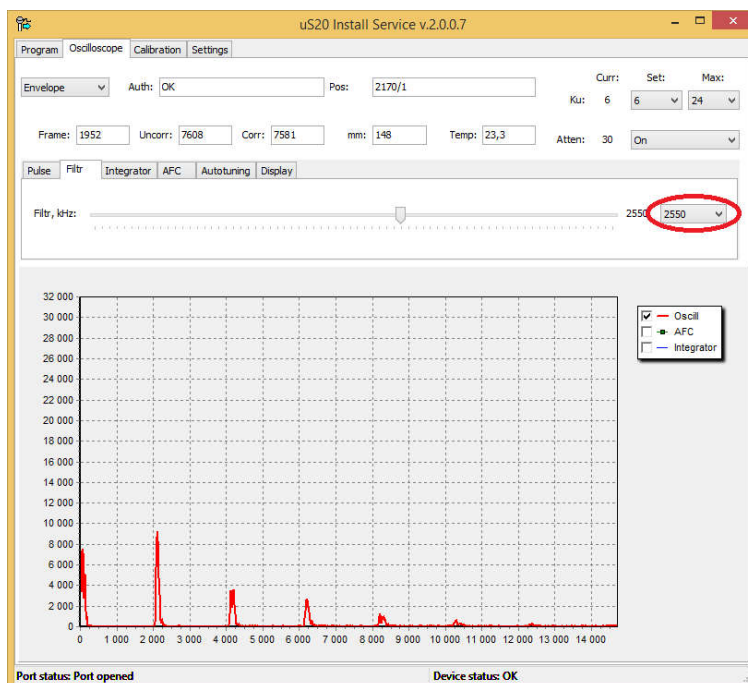 uS20 Install Service v.2.0.0.7
Program Oscilloscope Calibration Settings
Curr: Set: Max:
Envelope Auth: OK Pos: 2170/1
Ku: 6 6 24
Frame: 1952 Uncorr: 7608 Corr: 7581 mm: 148 Temp: 23,3 Atten: 30 On
Pulse Filtr Integrator AFC Autotuning Display
Filtr, kHz: 2550 2550
32 000
30 000
28 000
26 000
24 000
22 000
20 000
18 000
16 000
14 000
12 000
10 000
8 000
6 000
4 000
2 000
0
0 1 000 2 000 3 000 4 000 5 000 6 000 7 000 8 000 9 000 10 000 11 000 12 000 13 000 14 000
Oscill
AFC
Integrator
Port status: Port opened Device status: OK